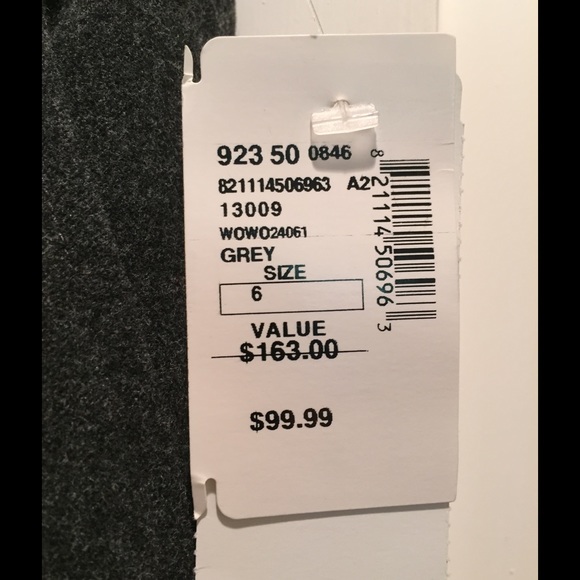 923 50 0846
821114506963 A2
13009
WOWO24061
GREY
SIZE
6
VALUE
$163.00
$99.99
8 21114 50696 3